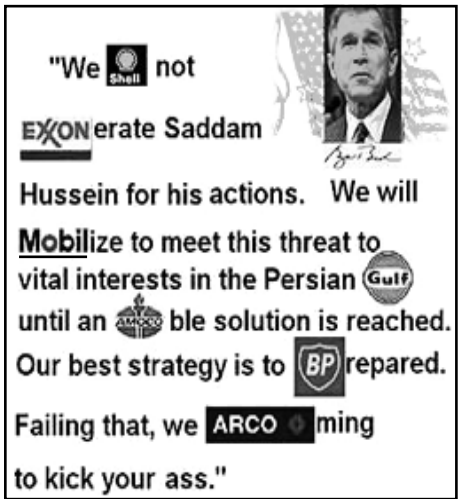 "We Shell not
EXXONerate Saddam
Hussein for his actions. We will
Mobilize to meet this threat to
vital interests in the Persian Gulf
until an AMOCO ble solution is reached.
Our best strategy is to BPrepared.
Failing that, we ARCO ming
to kick your ass."